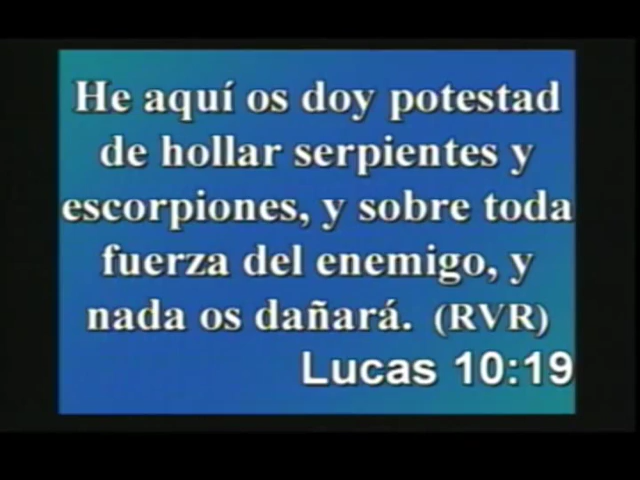 He aquí os doy potestad
de hollar serpientes y
escorpiones, y sobre toda
fuerza del enemigo, y
nada os dañará. (RVR)
Lucas 10:19